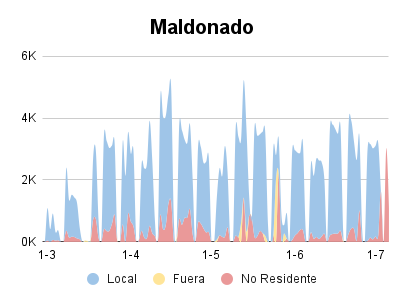 Maldonado
6K
4K
2K
0K
1-3 1-4 1-5 1-6 1-7
Local Fuera No Residente